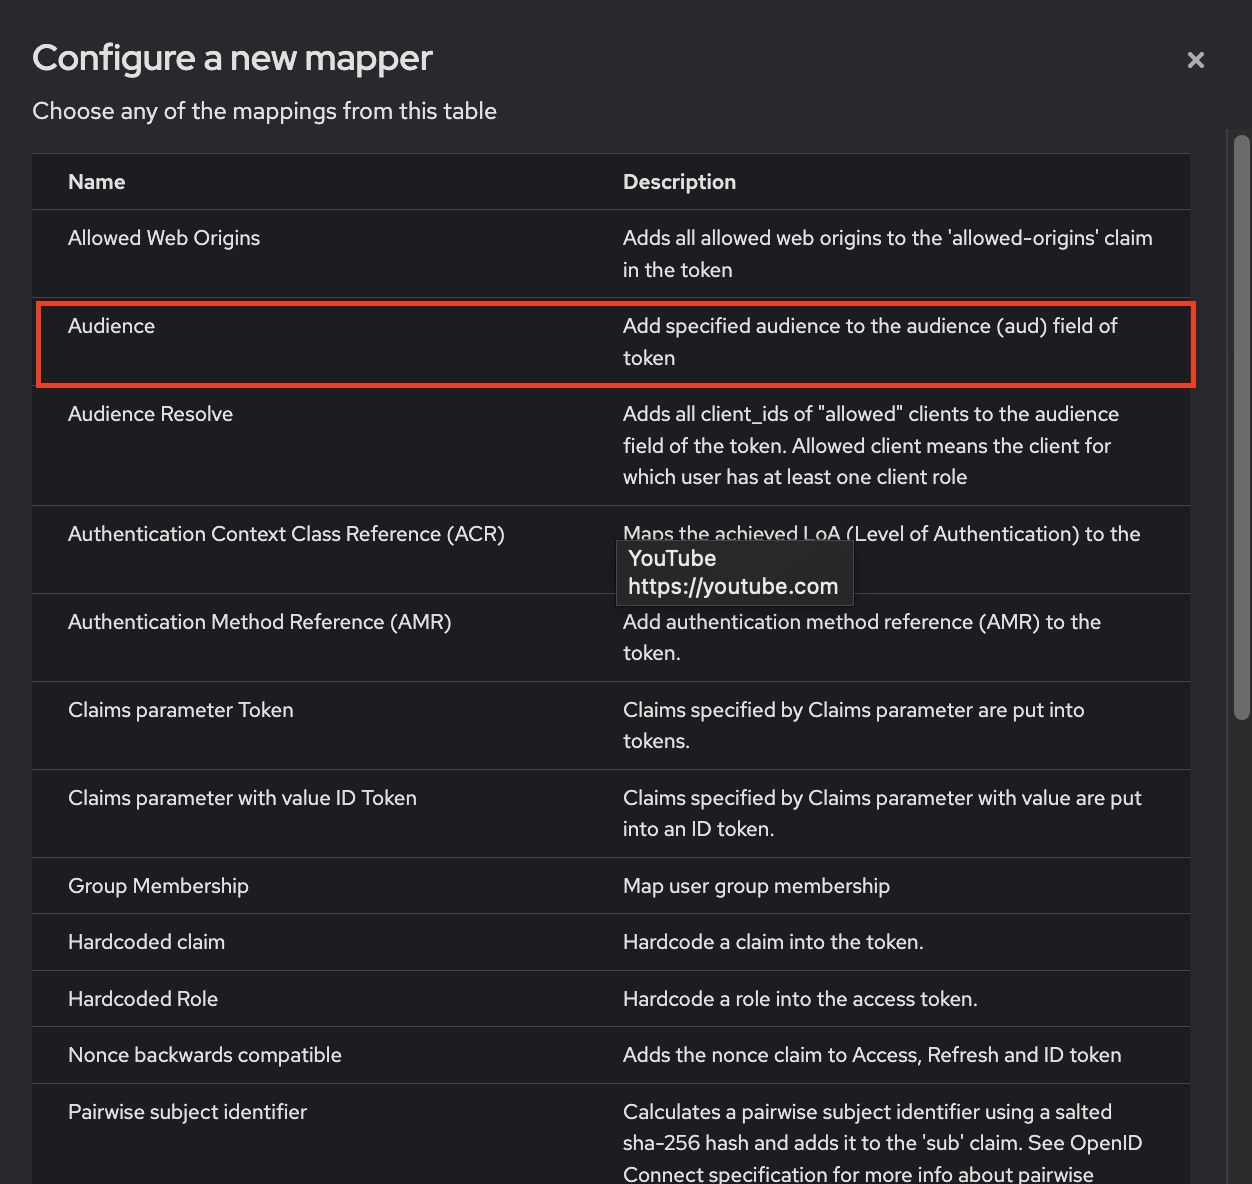 Configure a new mapper
Choose any of the mappings from this table
Name Description
Allowed Web Origins Adds all allowed web origins to the 'allowed-origins' claim
in the token
Audience Add specified audience to the audience (aud) field of
token
Audience Resolve Adds all client_ids of "allowed" clients to the audience
field of the token. Allowed client means the client for
which user has at least one client role
Authentication Context Class Reference (ACR) Maps the achieved LoA (Level of Authentication) to the
YouTube
https://youtube.com
Authentication Method Reference (AMR) Add authentication method reference (AMR) to the
token.
Claims parameter Token Claims specified by Claims parameter are put into
tokens.
Claims parameter with value ID Token Claims specified by Claims parameter with value are put
into an ID token.
Group Membership Map user group membership
Hardcoded claim Hardcode a claim into the token.
Hardcoded Role Hardcode a role into the access token.
Nonce backwards compatible Adds the nonce claim to Access, Refresh and ID token
Pairwise subject identifier Calculates a pairwise subject identifier using a salted
sha-256 hash and adds it to the 'sub' claim. See OpenID
Connect specification for more info about pairwise